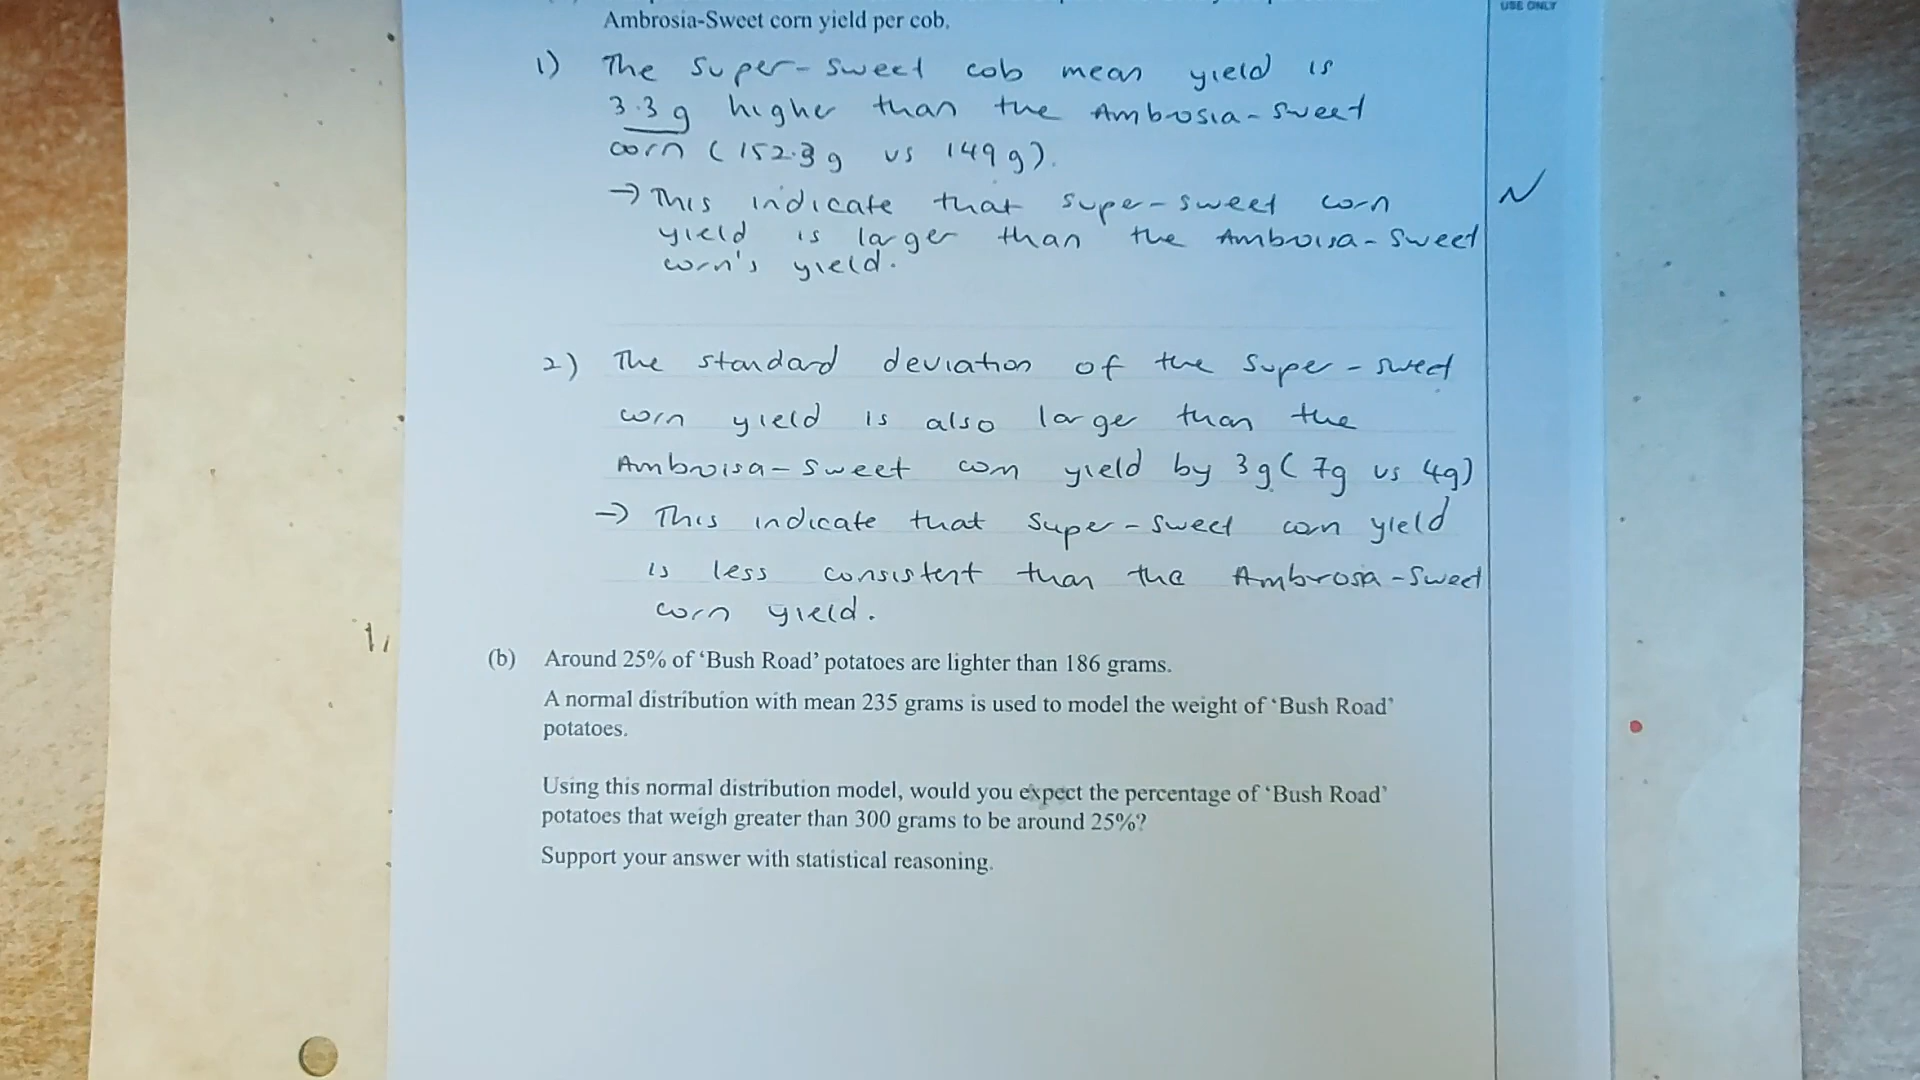 USE ONLY
Ambrosia-Sweet corn yield per cob.
1) The super-sweet cob mean yield is
3.3g higher than the Ambrosia-sweet
corn (152.3g vs 149g).
→ This indicate that super-sweet corn
yield is larger than the Ambroisa-Sweet
corn's yield.
2) The standard deviation of the super-sweet
corn yield is also larger than the
Ambroisa-sweet corn yield by 3g (7g vs 4g)
→ This indicate that super-sweet corn yield
is less consistent than the Ambrosia-Sweet
corn yield.
(b) Around 25% of ‘Bush Road’ potatoes are lighter than 186 grams.
A normal distribution with mean 235 grams is used to model the weight of ‘Bush Road’
potatoes.
Using this normal distribution model, would you expect the percentage of ‘Bush Road’
potatoes that weigh greater than 300 grams to be around 25%?
Support your answer with statistical reasoning.